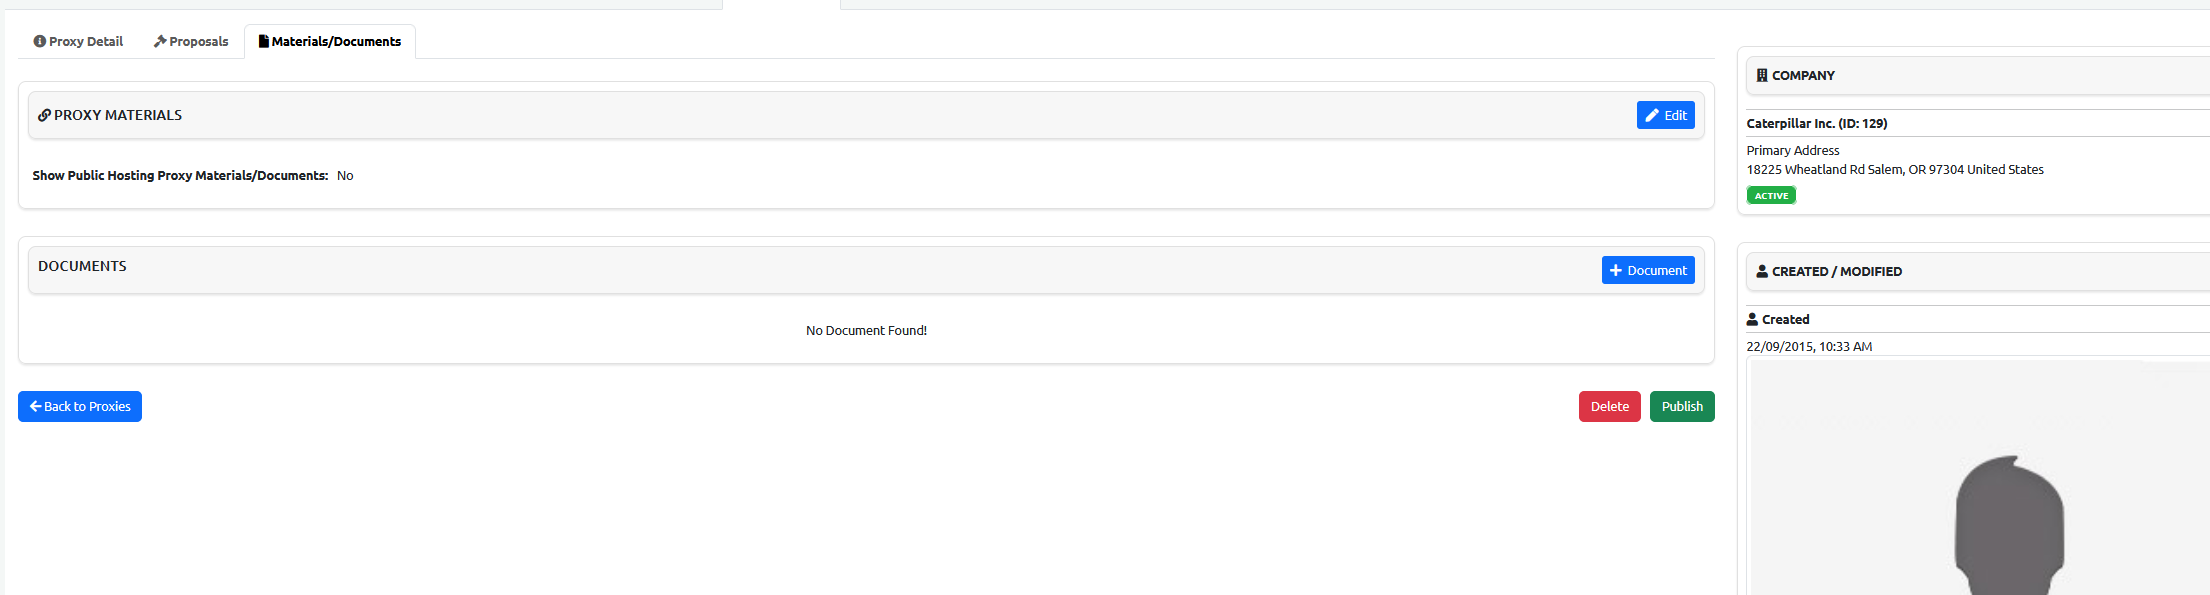 Proxy Detail
Proposals
Materials/Documents
PROXY MATERIALS
Edit
Show Public Hosting Proxy Materials/Documents: No
DOCUMENTS
Document
No Document Found!
Back to Proxies
Delete
Publish
COMPANY
Caterpillar Inc. (ID: 129)
Primary Address
18225 Wheatland Rd Salem, OR 97304 United States
ACTIVE
CREATED / MODIFIED
Created
22/09/2015, 10:33 AM